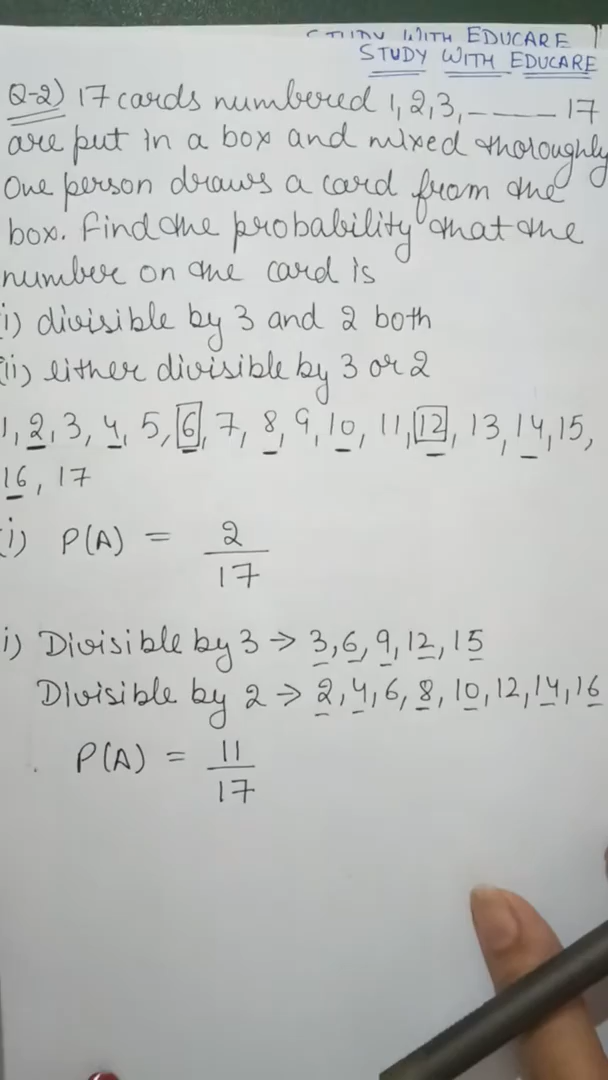 STUDY WITH EDUCARE
STUDY WITH EDUCARE
Q-2) 17 cards numbered 1, 2, 3, ---- 17
are put in a box and mixed thoroughly
One person draws a card from the
box. Find the probability that the
number on the card is
i) divisible by 3 and 2 both
(ii) either divisible by 3 or 2
1, 2, 3, 4, 5, 6, 7, 8, 9, 10, 11, 12, 13, 14, 15,
16, 17
i) P(A) = 2/17
i) Divisible by 3 → 3, 6, 9, 12, 15
Divisible by 2 → 2, 4, 6, 8, 10, 12, 14, 16
P(A) = 11/17